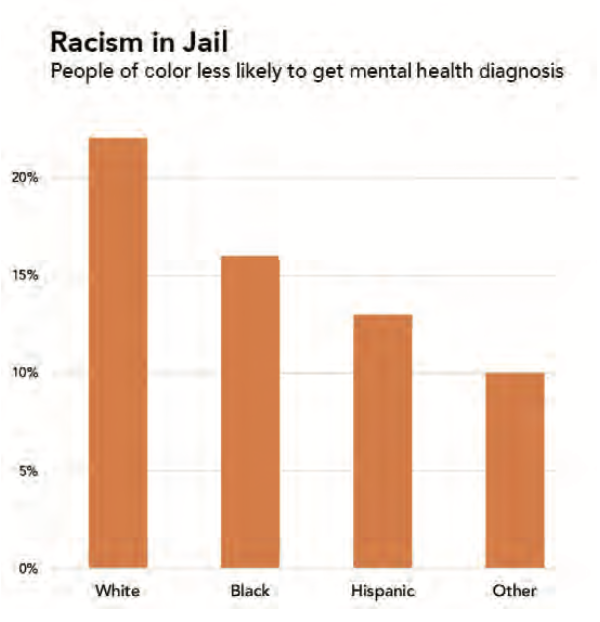 Racism in Jail
People of color less likely to get mental health diagnosis
20%
15%
10%
5%
0%
White Black Hispanic Other